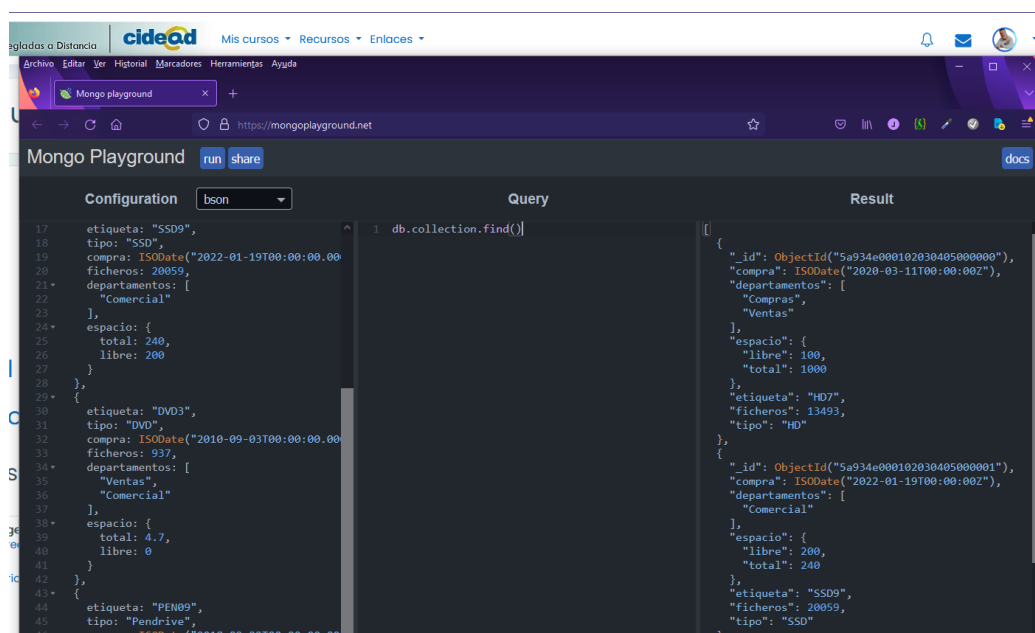 egladas a Distancia
cidead
Mis cursos Recursos Enlaces
Archivo Editar Ver Historial Marcadores Herramientas Ayuda
Mongo playground
https://mongoplayground.net
Mongo Playground run share docs
Configuration bson Query Result
17 etiqueta: "SSD9",
18 tipo: "SSD",
19 compra: ISODate("2022-01-19T00:00:00.00
20 ficheros: 20059,
21 departamentos: [
22 "Comercial"
23 ],
24 espacio: {
25 total: 240,
26 libre: 200
27 }
28 },
29 {
30 etiqueta: "DVD3",
31 tipo: "DVD",
32 compra: ISODate("2010-09-03T00:00:00.00
33 ficheros: 937,
34 departamentos: [
35 "Ventas",
36 "Comercial"
37 ],
38 espacio: {
39 total: 4.7,
40 libre: 0
41 }
42 },
43 {
44 etiqueta: "PEN09",
45 tipo: "Pendrive",
1 db.collection.find()
[
{
"_id": ObjectId("5a934e000102030405000000"),
"compra": ISODate("2020-03-11T00:00:00Z"),
"departamentos": [
"Compras",
"Ventas"
],
"espacio": {
"libre": 100,
"total": 1000
},
"etiqueta": "HD7",
"ficheros": 13493,
"tipo": "HD"
},
{
"_id": ObjectId("5a934e000102030405000001"),
"compra": ISODate("2022-01-19T00:00:00Z"),
"departamentos": [
"Comercial"
],
"espacio": {
"libre": 200,
"total": 240
},
"etiqueta": "SSD9",
"ficheros": 20059,
"tipo": "SSD"